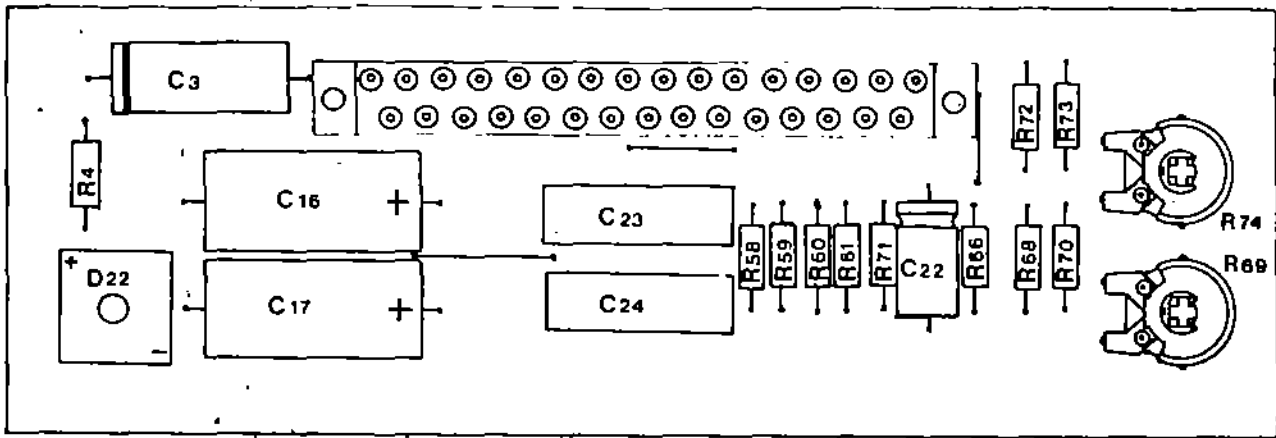 C3
R72
R73
R4
C16
+
C23
R74
R58
R59
R60
R61
R71
C22
R66
R68
R70
+
D22
R69
C17
+
C24
-